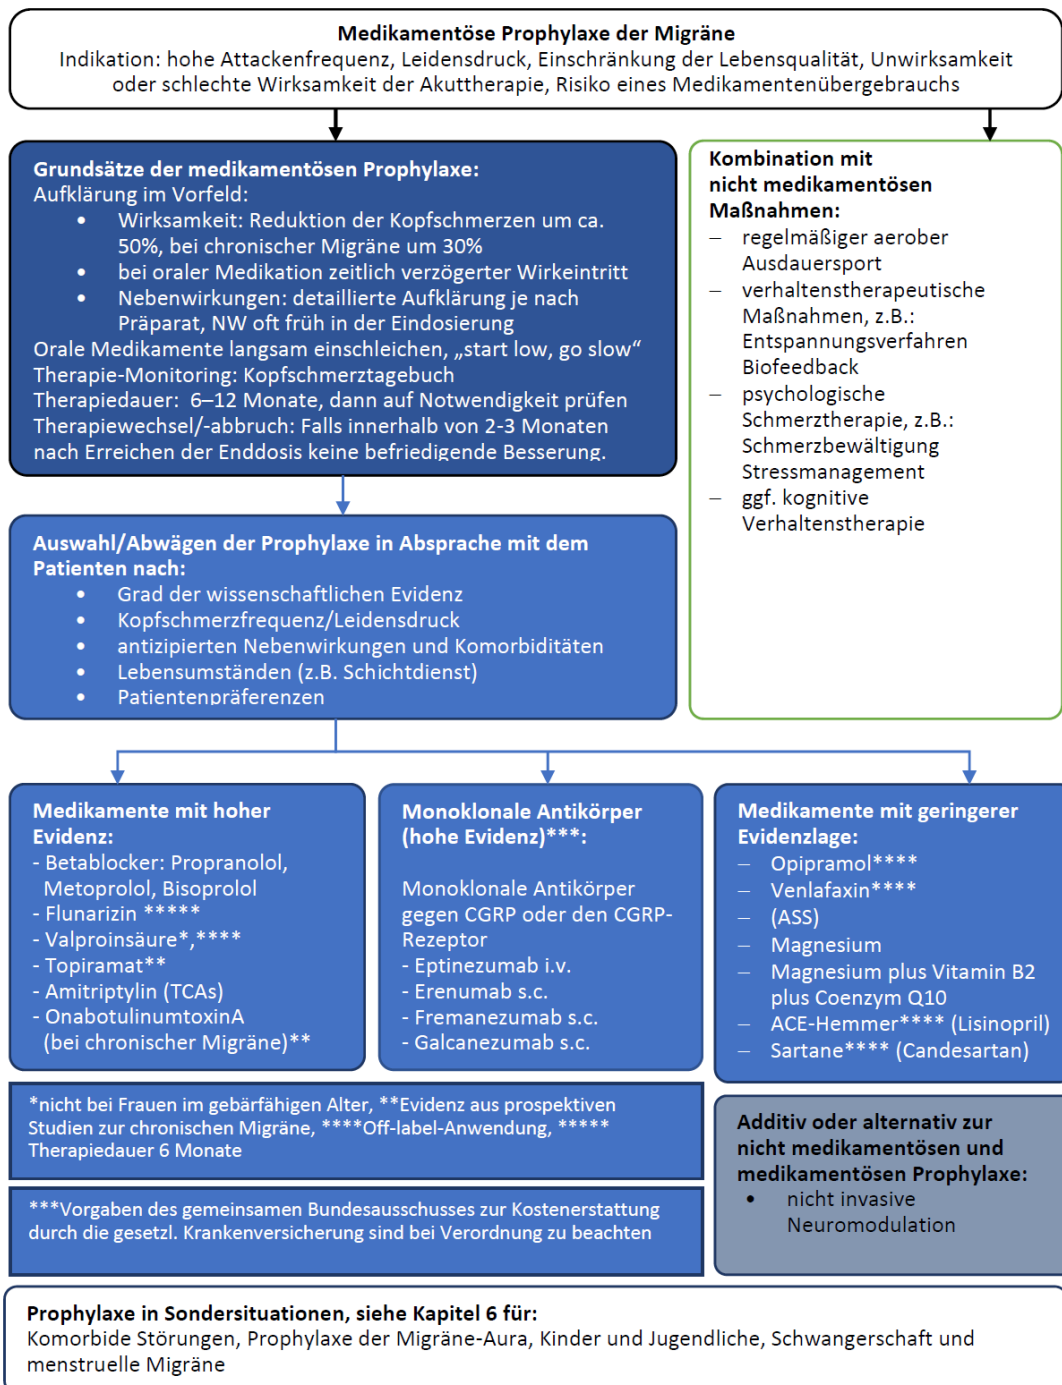 Medikamentöse Prophylaxe der Migräne
Indikation: hohe Attackenfrequenz, Leidensdruck, Einschränkung der Lebensqualität, Unwirksamkeit
oder schlechte Wirksamkeit der Akuttherapie, Risiko eines Medikamentenübergebrauchs
Grundsätze der medikamentösen Prophylaxe:
Aufklärung im Vorfeld:
• Wirksamkeit: Reduktion der Kopfschmerzen um ca.
50%, bei chronischer Migräne um 30%
• bei oraler Medikation zeitlich verzögerter Wirkeintritt
• Nebenwirkungen: detaillierte Aufklärung je nach
Präparat, NW oft früh in der Eindosierung
Orale Medikamente langsam einschleichen, „start low, go slow“
Therapie-Monitoring: Kopfschmerztagebuch
Therapiedauer: 6–12 Monate, dann auf Notwendigkeit prüfen
Therapiewechsel/-abbruch: Falls innerhalb von 2-3 Monaten
nach Erreichen der Enddosis keine befriedigende Besserung.
Kombination mit
nicht medikamentösen
Maßnahmen:
– regelmäßiger aerober
Ausdauersport
– verhaltenstherapeutische
Maßnahmen, z.B.:
Entspannungsverfahren
Biofeedback
– psychologische
Schmerztherapie, z.B.:
Schmerzbewältigung
Stressmanagement
– ggf. kognitive
Verhaltenstherapie
Auswahl/Abwägen der Prophylaxe in Absprache mit dem
Patienten nach:
• Grad der wissenschaftlichen Evidenz
• Kopfschmerzfrequenz/Leidensdruck
• antizipierten Nebenwirkungen und Komorbiditäten
• Lebensumständen (z.B. Schichtdienst)
• Patientenpräferenzen
Medikamente mit hoher
Evidenz:
- Betablocker: Propranolol,
Metoprolol, Bisoprolol
- Flunarizin *****
- Valproinsäure*,****
- Topiramat**
- Amitriptylin (TCAs)
- OnabotulinumtoxinA
(bei chronischer Migräne)**
Monoklonale Antikörper
(hohe Evidenz)***:
Monoklonale Antikörper
gegen CGRP oder den CGRP-
Rezeptor
- Eptinezumab i.v.
- Erenumab s.c.
- Fremanezumab s.c.
- Galcanezumab s.c.
Medikamente mit geringerer
Evidenzlage:
– Opipramol****
– Venlafaxin****
– (ASS)
– Magnesium
– Magnesium plus Vitamin B2
plus Coenzym Q10
– ACE-Hemmer**** (Lisinopril)
– Sartane**** (Candesartan)
*nicht bei Frauen im gebärfähigen Alter, **Evidenz aus prospektiven
Studien zur chronischen Migräne, ****Off-label-Anwendung, *****
Therapiedauer 6 Monate
***Vorgaben des gemeinsamen Bundesausschusses zur Kostenerstattung
durch die gesetzl. Krankenversicherung sind bei Verordnung zu beachten
Additiv oder alternativ zur
nicht medikamentösen und
medikamentösen Prophylaxe:
• nicht invasive
Neuromodulation
Prophylaxe in Sondersituationen, siehe Kapitel 6 für:
Komorbide Störungen, Prophylaxe der Migräne-Aura, Kinder und Jugendliche, Schwangerschaft und
menstruelle Migräne